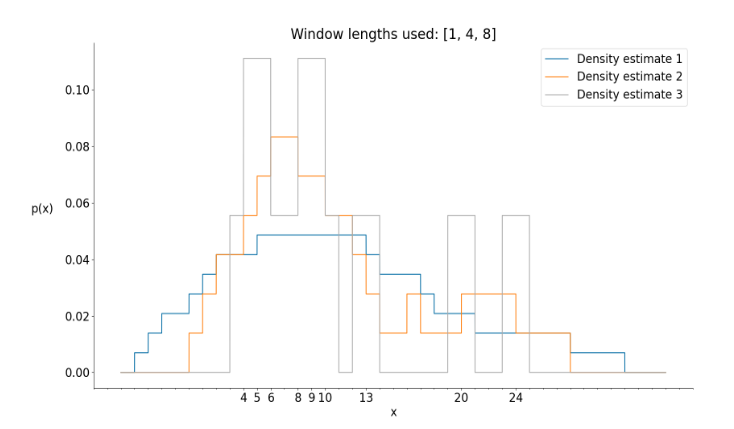 Window lengths used: [1, 4, 8]
Density estimate 1
Density estimate 2
Density estimate 3
p(x)
0.10
0.08
0.06
0.04
0.02
0.00
4 5 6 8 9 10 13 20 24
x